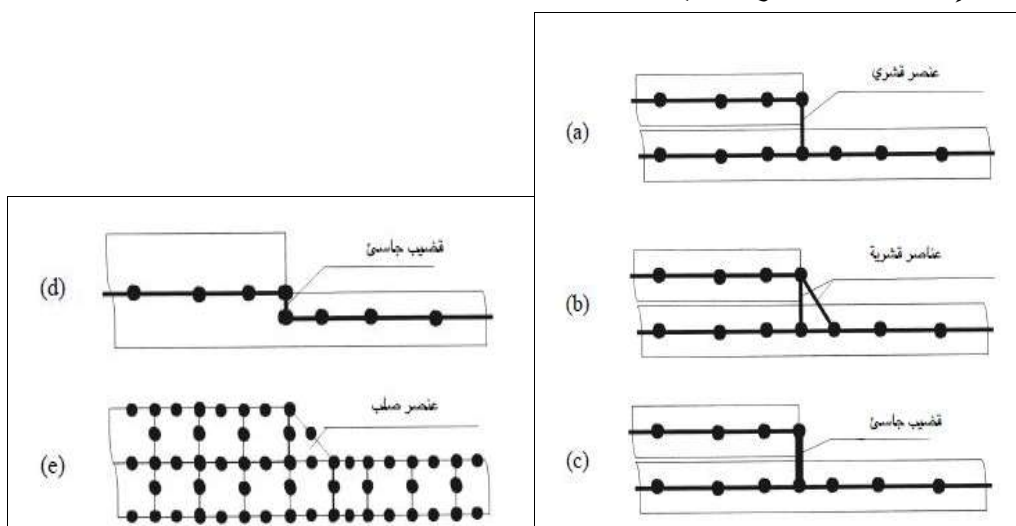 (a)
عنصر قشري
(b)
عناصر قشرية
(c)
قضيب جاسئ
(d)
قضيب جاسئ
(e)
عنصر صلب